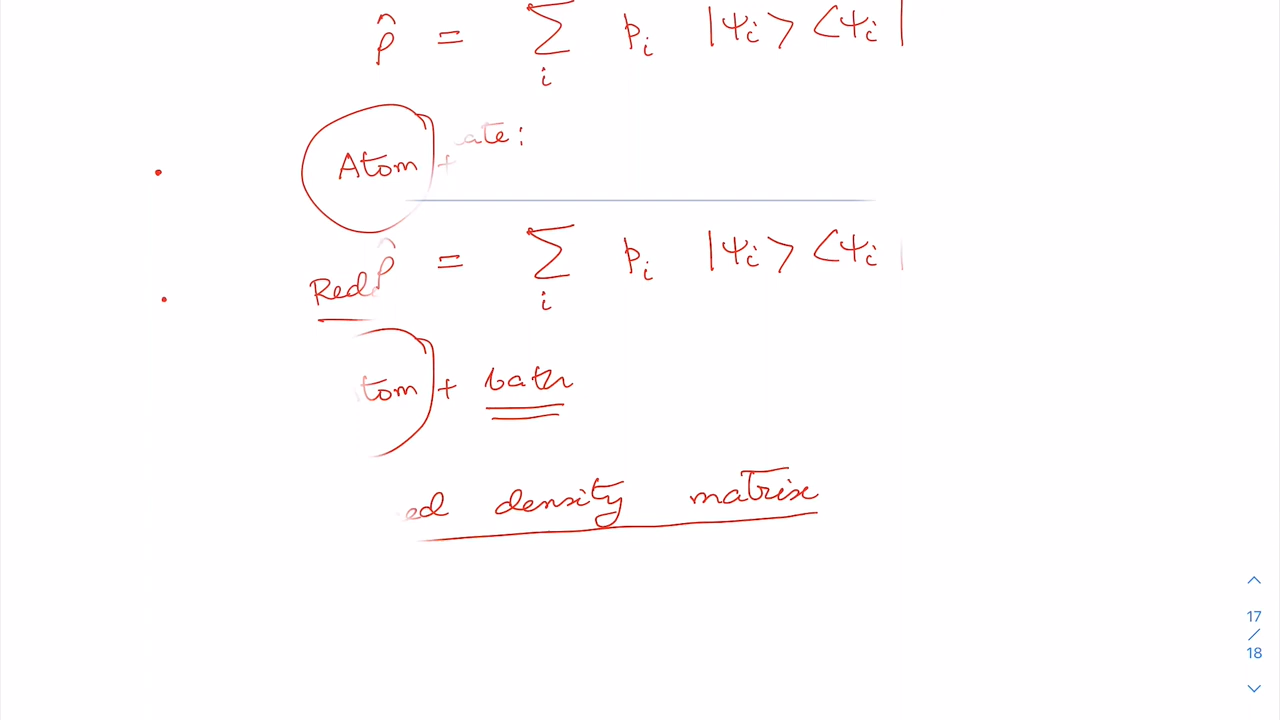 ρ̂ = Σ_i p_i |Ψ_i> <Ψ_i|
ate:
Atom +
ρ̂ = Σ_i p_i |Ψ_i> <Ψ_i|
Red
tom + bath
ed density matrix
17
/
18